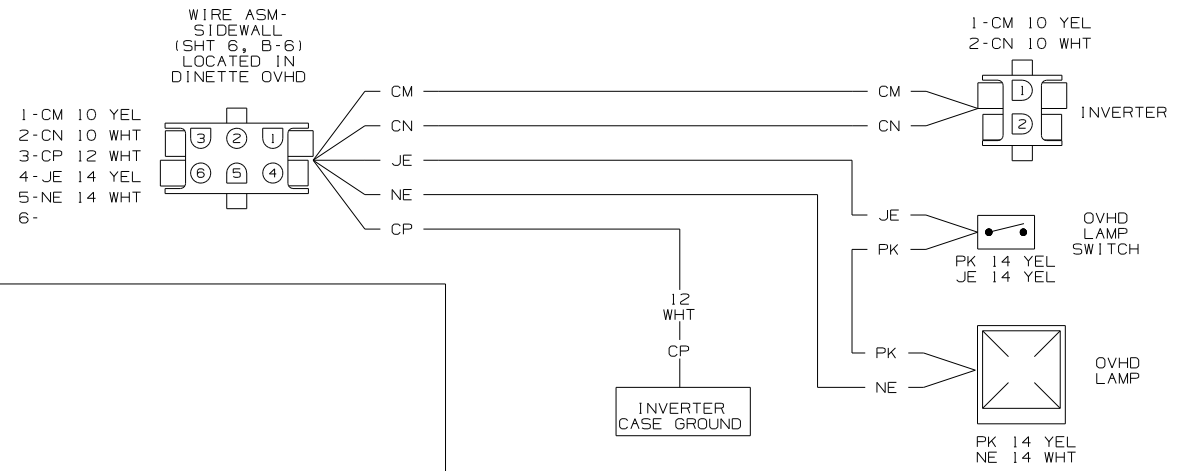 WIRE ASM-
SIDEWALL
(SHT 6, B-6)
LOCATED IN
DINETTE OVHD
1-CM 10 YEL
2-CN 10 WHT
3-CP 12 WHT
4-JE 14 YEL
5-NE 14 WHT
6-
3 2 1
6 5 4
CM
CN
JE
NE
CP
12
WHT
CP
INVERTER
CASE GROUND
1-CM 10 YEL
2-CN 10 WHT
CM
CN
1
2
INVERTER
JE
PK
OVHD
LAMP
SWITCH
PK 14 YEL
JE 14 YEL
PK
NE
OVHD
LAMP
PK 14 YEL
NE 14 WHT